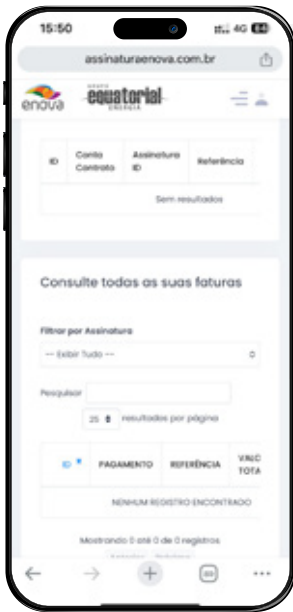 15:50
4G
assinaturaenova.com.br
enova
equatorial
ENERGIA
ID Conta Contrato Assinatura ID Referência
Sem resultados
Consulte todas as suas faturas
Filtrar por Assinatura
-- Exibir Tudo --
Pesquisar
25 resultados por página
ID PAGAMENTO REFERÊNCIA
NENHUM REGISTRO ENCONTRADO
Mostrando 0 até 0 de 0 registros